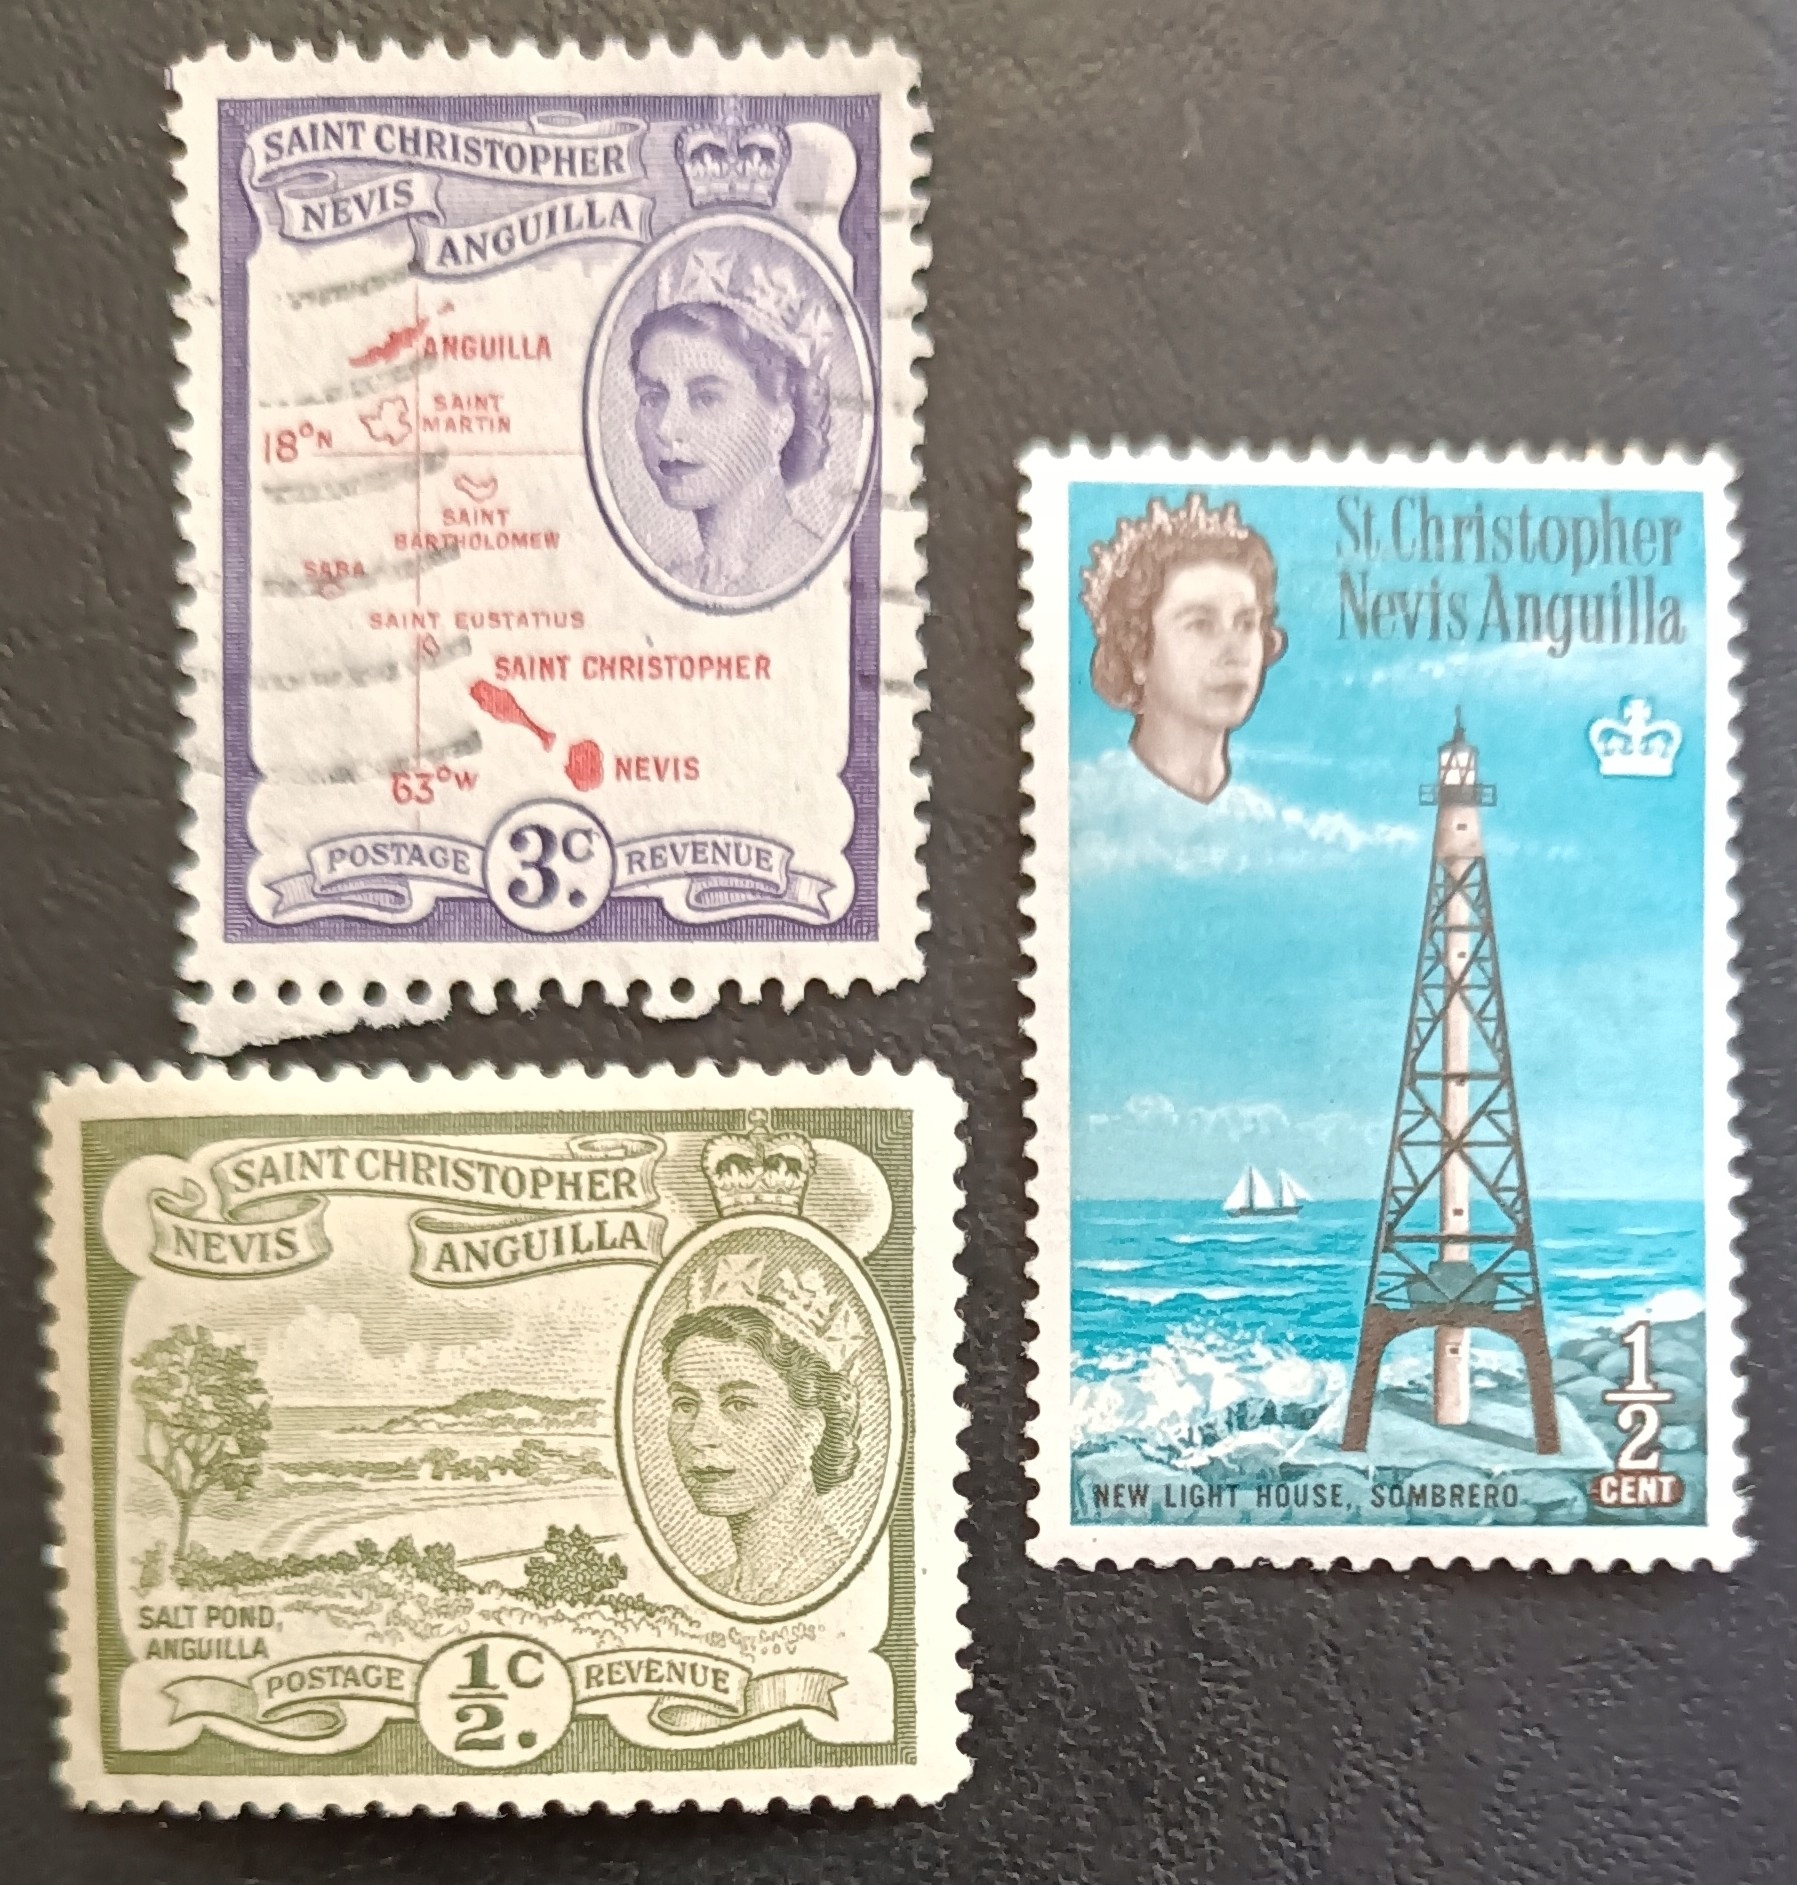 SAINT CHRISTOPHER
NEVIS
ANGUILLA
ANGUILLA
SAINT
MARTIN
18°N
SAINT
BARTHOLOMEW
SABA
SAINT EUSTATIUS
SAINT CHRISTOPHER
NEVIS
63°W
POSTAGE 3c. REVENUE
SAINT CHRISTOPHER
NEVIS ANGUILLA
SALT POND,
ANGUILLA
POSTAGE 1/2c. REVENUE
St Christopher
Nevis Anguilla
1/2
CENT
NEW LIGHT HOUSE, SOMBRERO